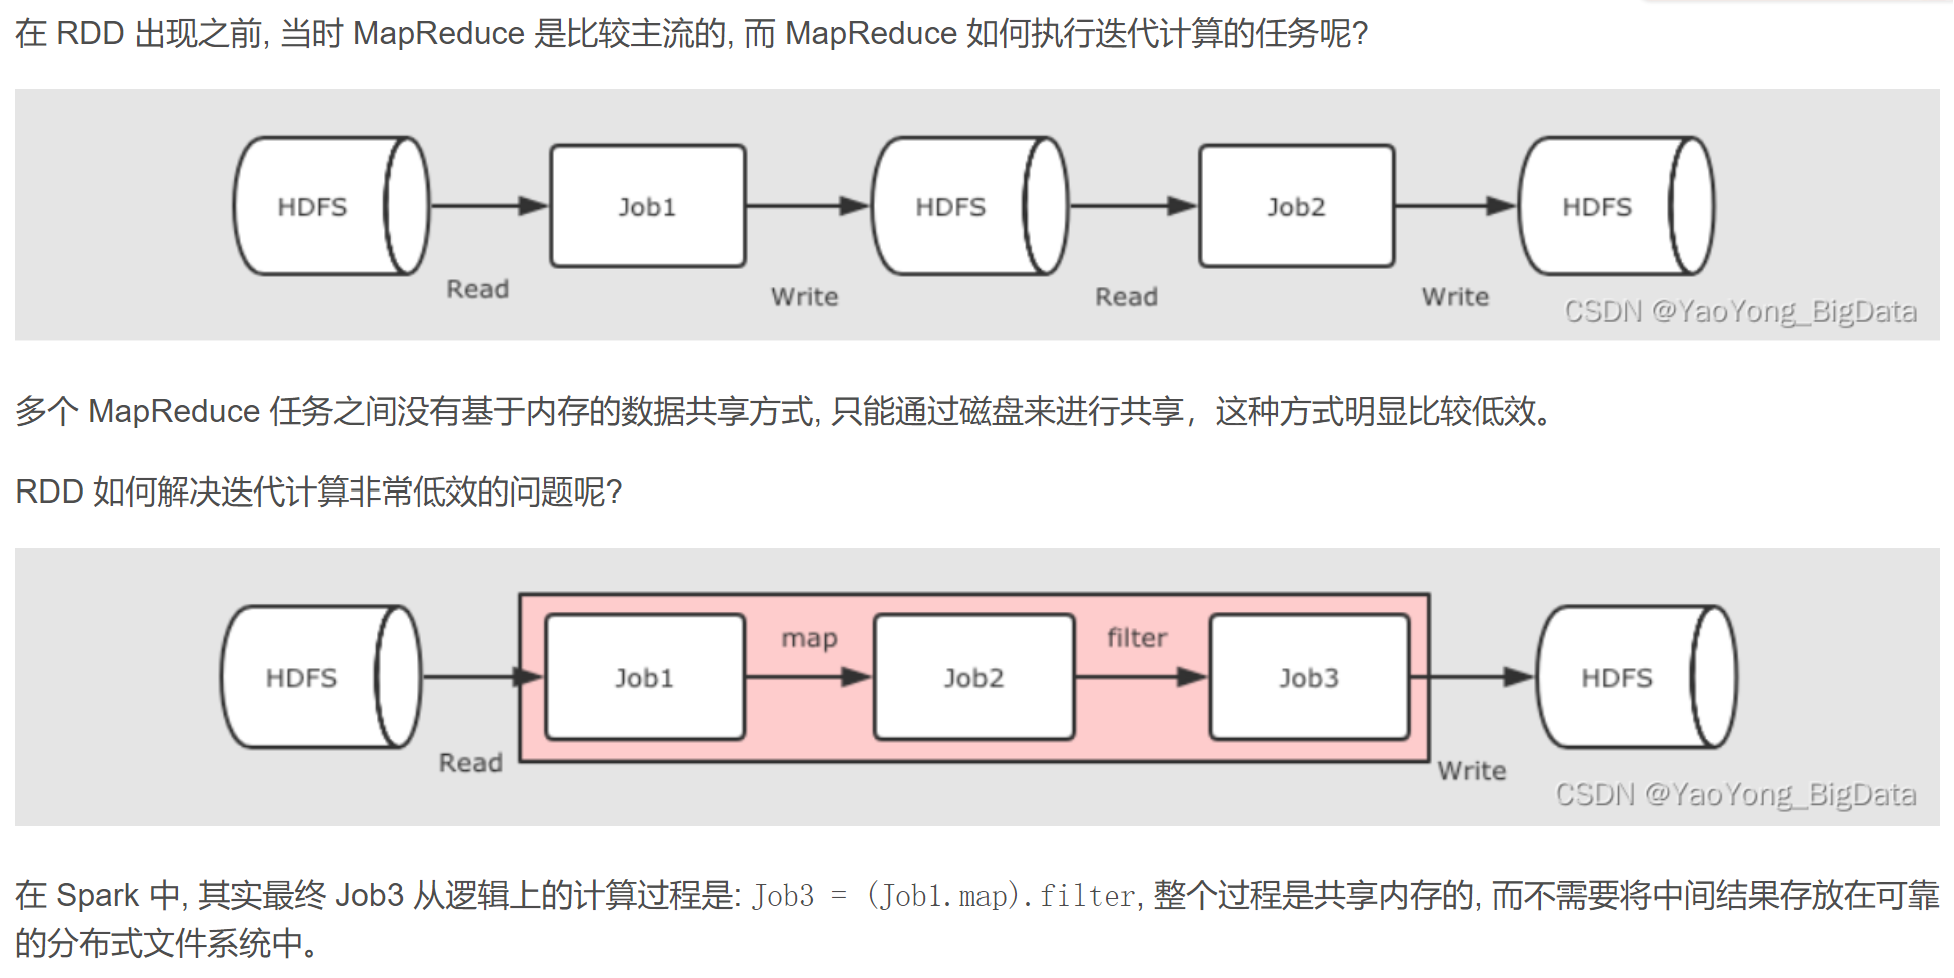 在 RDD 出现之前, 当时 MapReduce 是比较主流的, 而 MapReduce 如何执行迭代计算的任务呢?
HDFS
Job1
HDFS
Job2
HDFS
Read
Write
Read
Write
CSDN @YaoYong_BigData
多个 MapReduce 任务之间没有基于内存的数据共享方式, 只能通过磁盘来进行共享，这种方式明显比较低效。
RDD 如何解决迭代计算非常低效的问题呢?
map
filter
HDFS
Job1
Job2
Job3
HDFS
Read
Write
CSDN @YaoYong_BigData
在 Spark 中, 其实最终 Job3 从逻辑上的计算过程是: Job3 = (Job1.map).filter, 整个过程是共享内存的, 而不需要将中间结果存放在可靠
的分布式文件系统中。